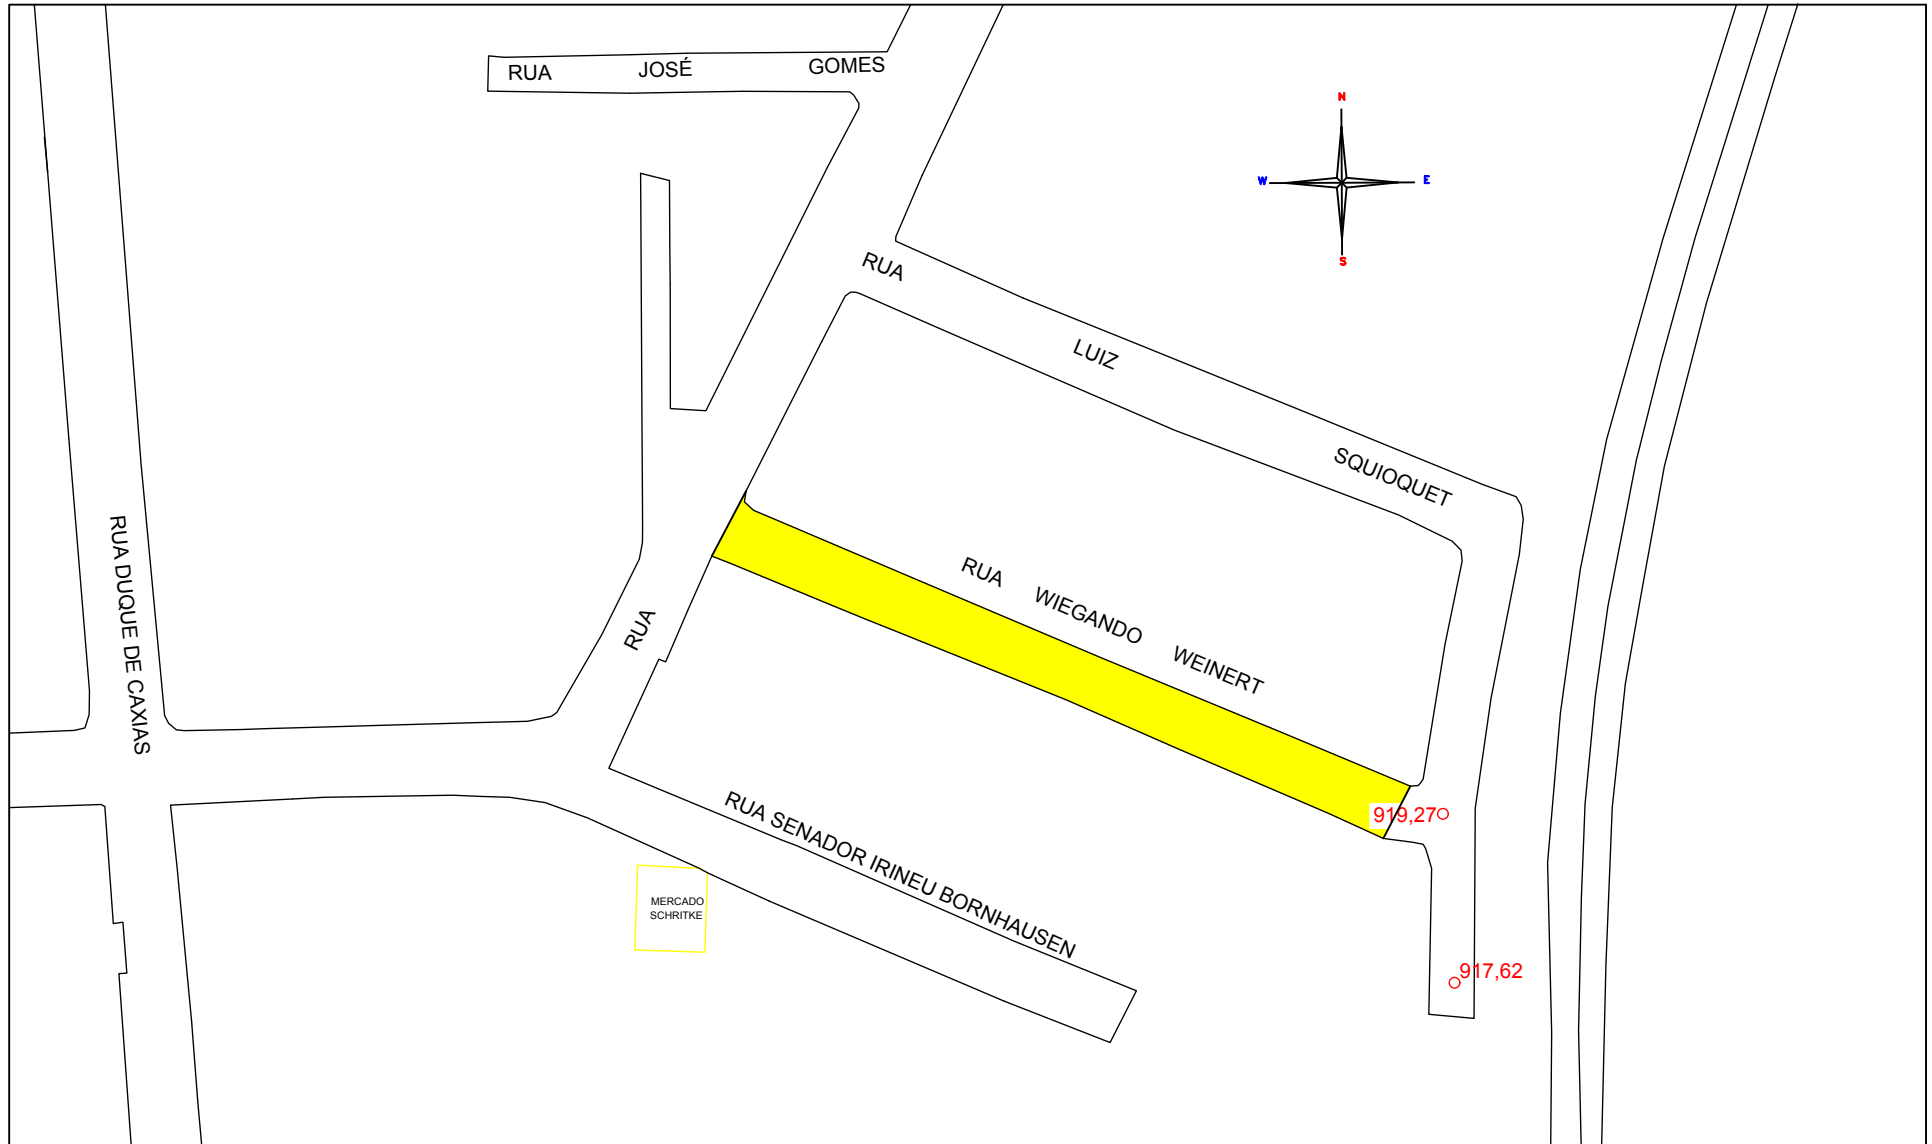 RUA JOSÉ GOMES
N
W E
S
RUA LUIZ SQUIOQUET
RUA DUQUE DE CAXIAS
RUA WIEGANDO WEINERT
RUA
919,27
RUA SENADOR IRINEU BORNHAUSEN
MERCADO
SCHRITKE
917,62